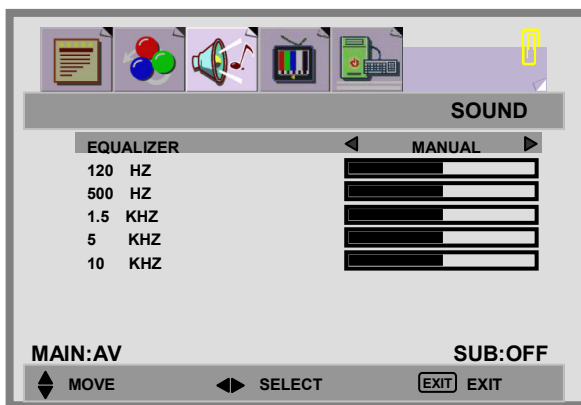 SOUND
EQUALIZER MANUAL
120 HZ
500 HZ
1.5 KHZ
5 KHZ
10 KHZ
MAIN:AV SUB:OFF
MOVE SELECT EXIT EXIT